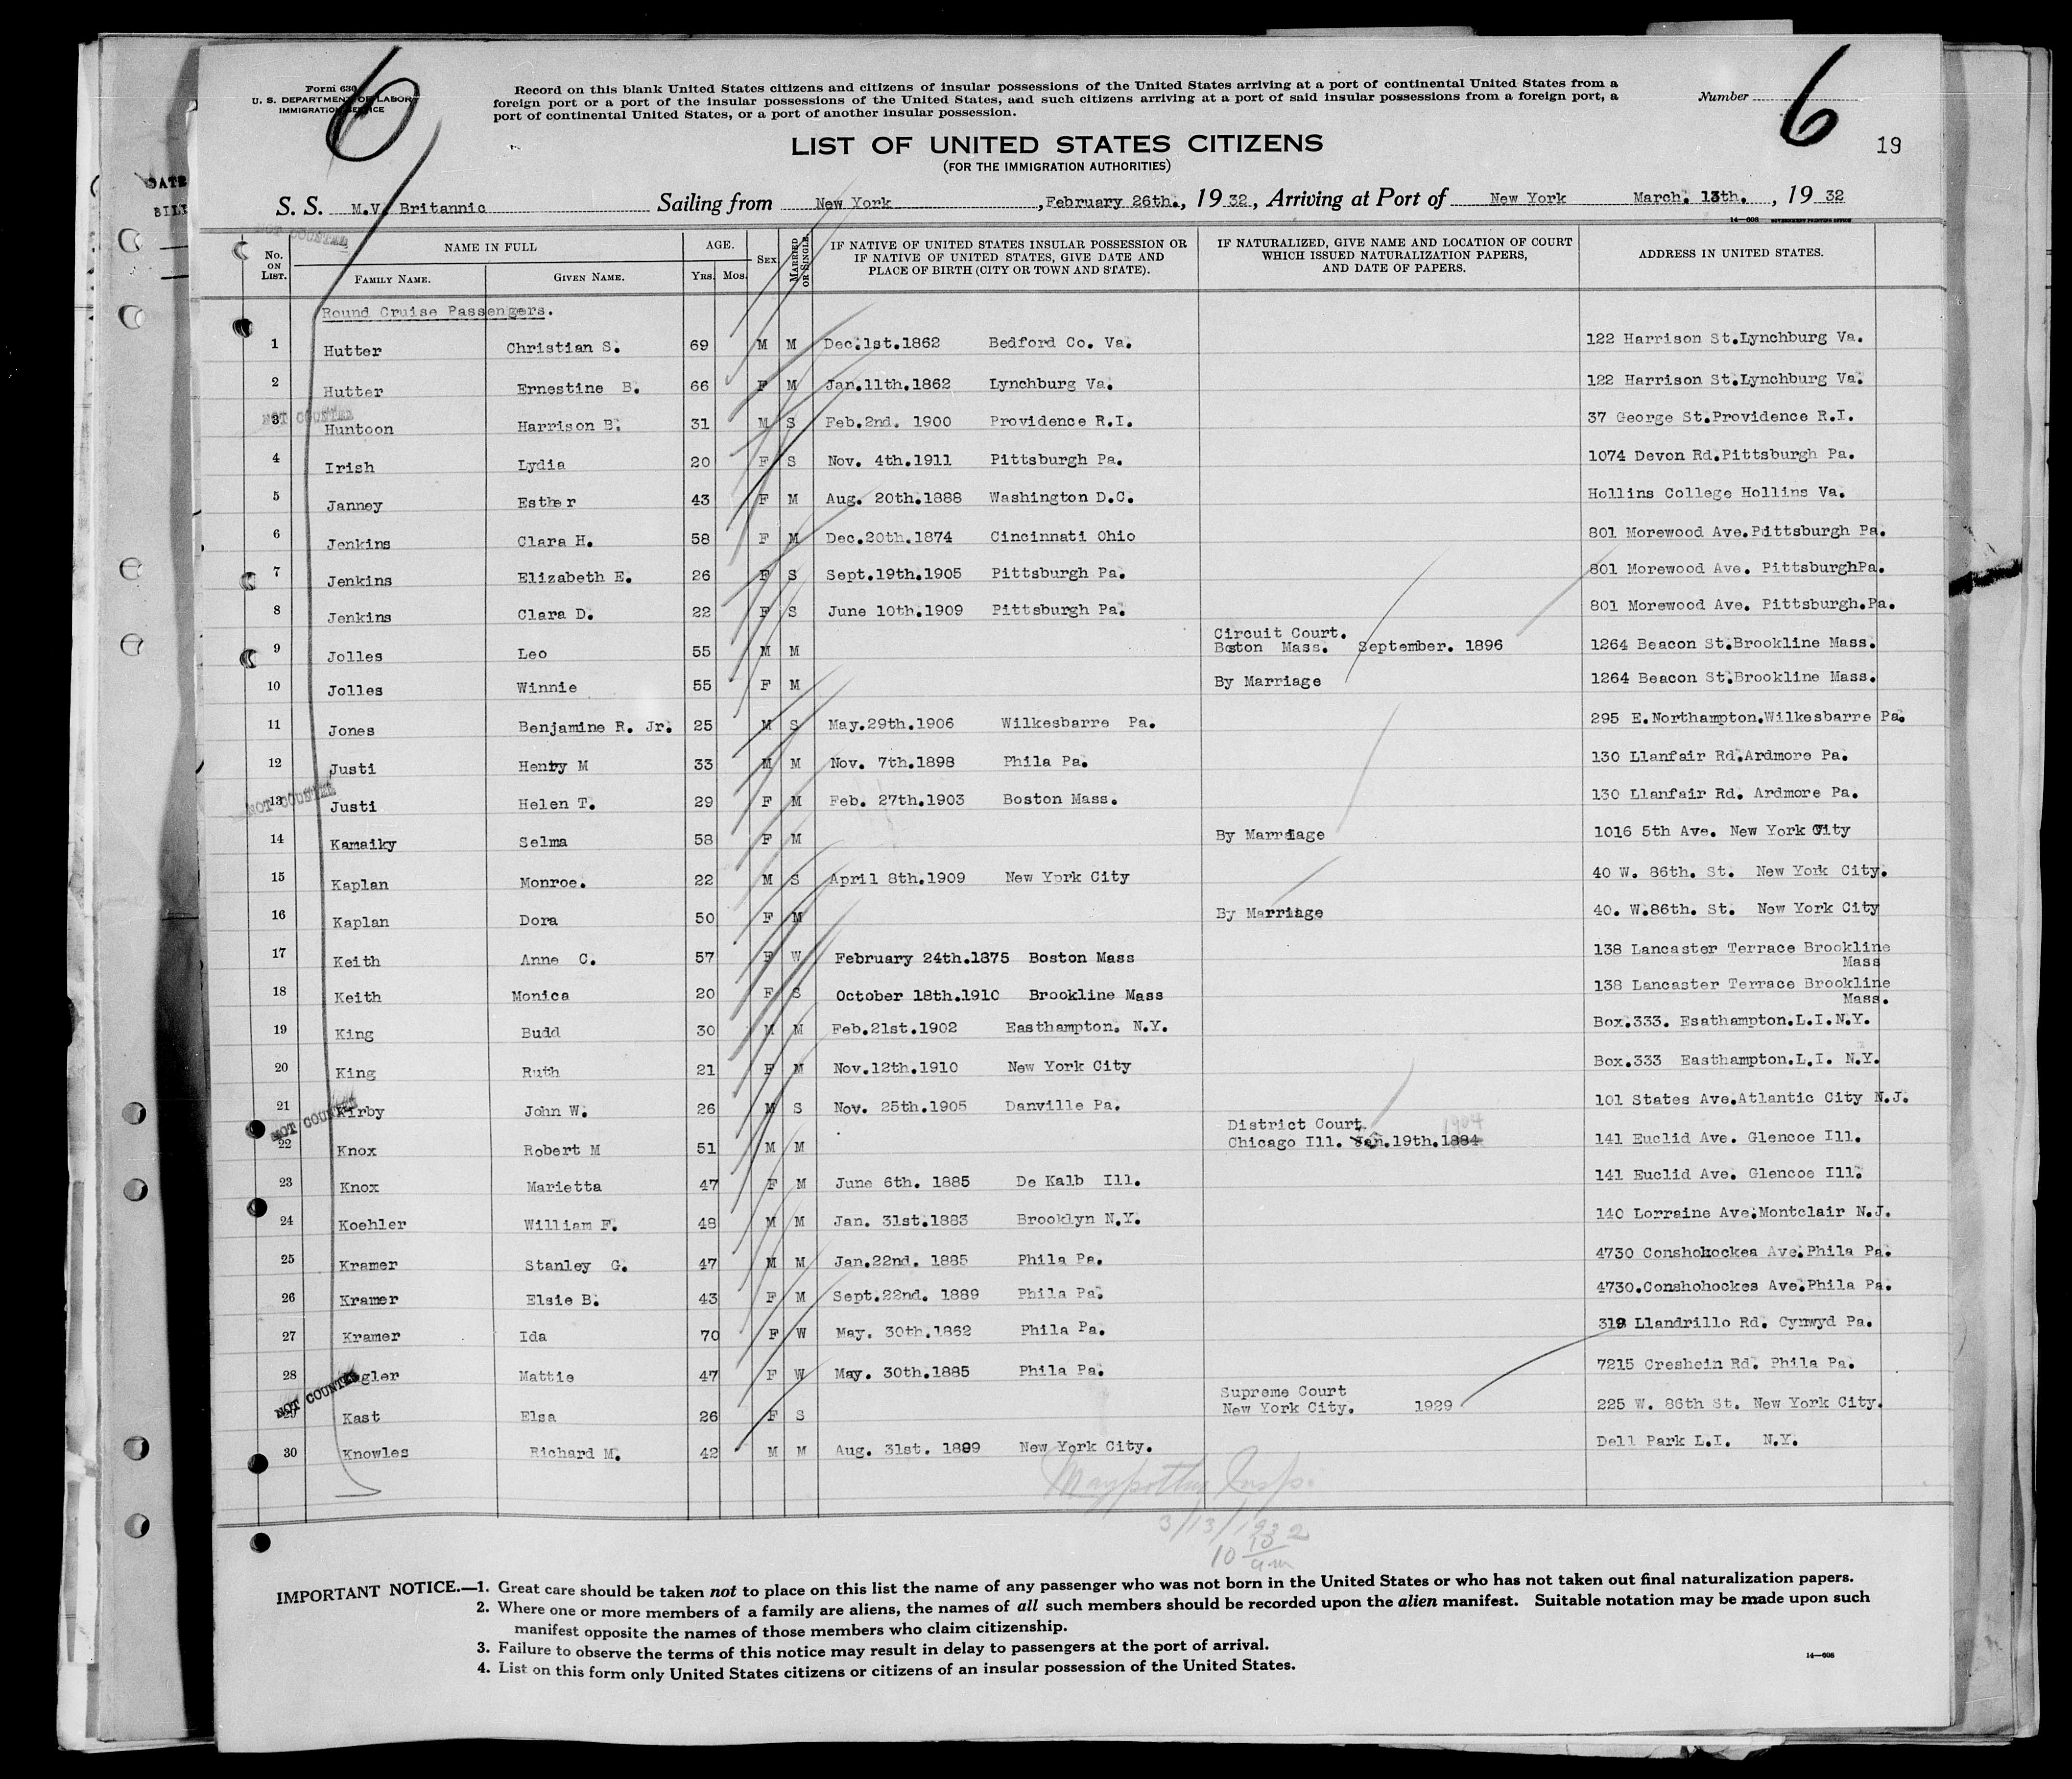 6
6
Form 630
U. S. DEPARTMENT OF LABOR
IMMIGRATION SERVICE
Record on this blank United States citizens and citizens of insular possessions of the United States arriving at a port of continental United States from a
foreign port or a port of the insular possessions of the United States, and such citizens arriving at a port of said insular possessions from a foreign port, a
port of continental United States, or a port of another insular possession.
Number
19
LIST OF UNITED STATES CITIZENS
(FOR THE IMMIGRATION AUTHORITIES)
DATE
S. S. M.V. Britannic Sailing from New York , February 26th., 19 32, Arriving at Port of New York March. 13th. , 19 32
14—608 GOVERNMENT PRINTING OFFICE
NOT COUNTED
No. ON LIST. NAME IN FULL FAMILY NAME. GIVEN NAME. AGE. Yrs. Mos. SEX MARRIED OR SINGLE IF NATIVE OF UNITED STATES INSULAR POSSESSION OR IF NATIVE OF UNITED STATES, GIVE DATE AND PLACE OF BIRTH (CITY OR TOWN AND STATE). IF NATURALIZED, GIVE NAME AND LOCATION OF COURT WHICH ISSUED NATURALIZATION PAPERS, AND DATE OF PAPERS. ADDRESS IN UNITED STATES.
Round Cruise Passengers.
1 Hutter Christian S. 69 M M Dec.1st.1862 Bedford Co. Va. 122 Harrison St.Lynchburg Va.
2 Hutter Ernestine B. 66 F M Jan.11th.1862 Lynchburg Va. 122 Harrison St.Lynchburg Va.
NOT COUNTED
3 Huntoon Harrison B. 31 M S Feb.2nd. 1900 Providence R.I. 37 George St.Providence R.I.
4 Irish Lydia 20 F S Nov. 4th.1911 Pittsburgh Pa. 1074 Devon Rd.Pittsburgh Pa.
5 Janney Esther 43 F M Aug. 20th.1888 Washington D.C. Hollins College Hollins Va.
6 Jenkins Clara H. 58 F M Dec.20th.1874 Cincinnati Ohio 801 Morewood Ave.Pittsburgh Pa.
7 Jenkins Elizabeth E. 26 F S Sept.19th.1905 Pittsburgh Pa. 801 Morewood Ave. PittsburghPa.
8 Jenkins Clara D. 22 F S June 10th.1909 Pittsburgh Pa. 801 Morewood Ave. Pittsburgh.Pa.
9 Jolles Leo 55 M M Circuit Court. Boston Mass. September. 1896 1264 Beacon St.Brookline Mass.
10 Jolles Winnie 55 F M By Marriage 1264 Beacon St.Brookline Mass.
11 Jones Benjamine R. Jr. 25 M S May.29th.1906 Wilkesbarre Pa. 295 E.Northampton.Wilkesbarre Pa.
12 Justi Henry M 33 M M Nov. 7th.1898 Phila Pa. 130 Llanfair Rd.Ardmore Pa.
NOT COUNTED
13 Justi Helen T. 29 F M Feb. 27th.1903 Boston Mass. 130 Llanfair Rd. Ardmore Pa.
14 Kamaiky Selma 58 F M By Marriage 1016 5th Ave. New York City
15 Kaplan Monroe. 22 M S April 8th.1909 New York City 40 W. 86th. St. New York City.
16 Kaplan Dora 50 F M By Marriage 40. W.86th. St. New York City
17 Keith Anne C. 57 F W February 24th.1875 Boston Mass 138 Lancaster Terrace Brookline Mass
18 Keith Monica 20 F S October 18th.1910 Brookline Mass 138 Lancaster Terrace Brookline Mass.
19 King Budd 30 M M Feb.21st.1902 Easthampton. N.Y. Box.333. Esathampton.L.I.N.Y.
20 King Ruth 21 F M Nov.12th.1910 New York City Box.333 Easthampton.L.I. N.Y.
21 Kirby John W. 26 M S Nov. 25th.1905 Danville Pa. 101 States Ave.Atlantic City N.J.
NOT COUNTED
22 Knox Robert M 51 M M District Court. Chicago Ill. Jan.19th.1884 1904 141 Euclid Ave. Glencoe Ill.
23 Knox Marietta 47 F M June 6th. 1885 De Kalb Ill. 141 Euclid Ave. Glencoe Ill.
24 Koehler William F. 48 M M Jan. 31st.1883 Brooklyn N.Y. 140 Lorraine Ave.Montclair N.J.
25 Kramer Stanley G. 47 M M Jan.22nd. 1885 Phila Pa. 4730 Conshohockea Ave.Phila Pa.
26 Kramer Elsie B. 43 F M Sept.22nd. 1889 Phila Pa. 4730.Conshohockes Ave.Phila Pa.
27 Kramer Ida 70 F W May. 30th.1862 Phila Pa. 319 Llandrillo Rd. Cynwyd Pa.
28 Mattie 47 F W May. 30th.1885 Phila Pa. 7215 Creshein Rd. Phila Pa.
NOT COUNTED
29 Kast Elsa 26 F S Supreme Court New York City. 1929 225 W. 86th St. New York City.
30 Knowles Richard M. 42 M M Aug. 31st. 1889 New York City. Dell Park L.I. N.Y.
Insp.
3/13/1932
10 10 am
IMPORTANT NOTICE.—1. Great care should be taken not to place on this list the name of any passenger who was not born in the United States or who has not taken out final naturalization papers.
2. Where one or more members of a family are aliens, the names of all such members should be recorded upon the alien manifest. Suitable notation may be made upon such
manifest opposite the names of those members who claim citizenship.
3. Failure to observe the terms of this notice may result in delay to passengers at the port of arrival.
4. List on this form only United States citizens or citizens of an insular possession of the United States.
14—608